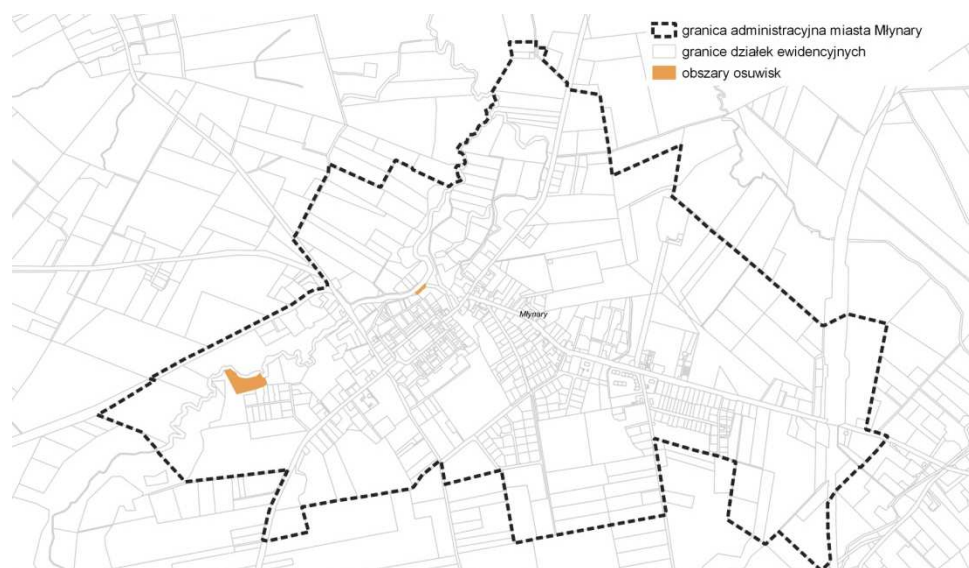 granica administracyjna miasta Młynary
granice działek ewidencyjnych
obszary osuwisk
Młynary